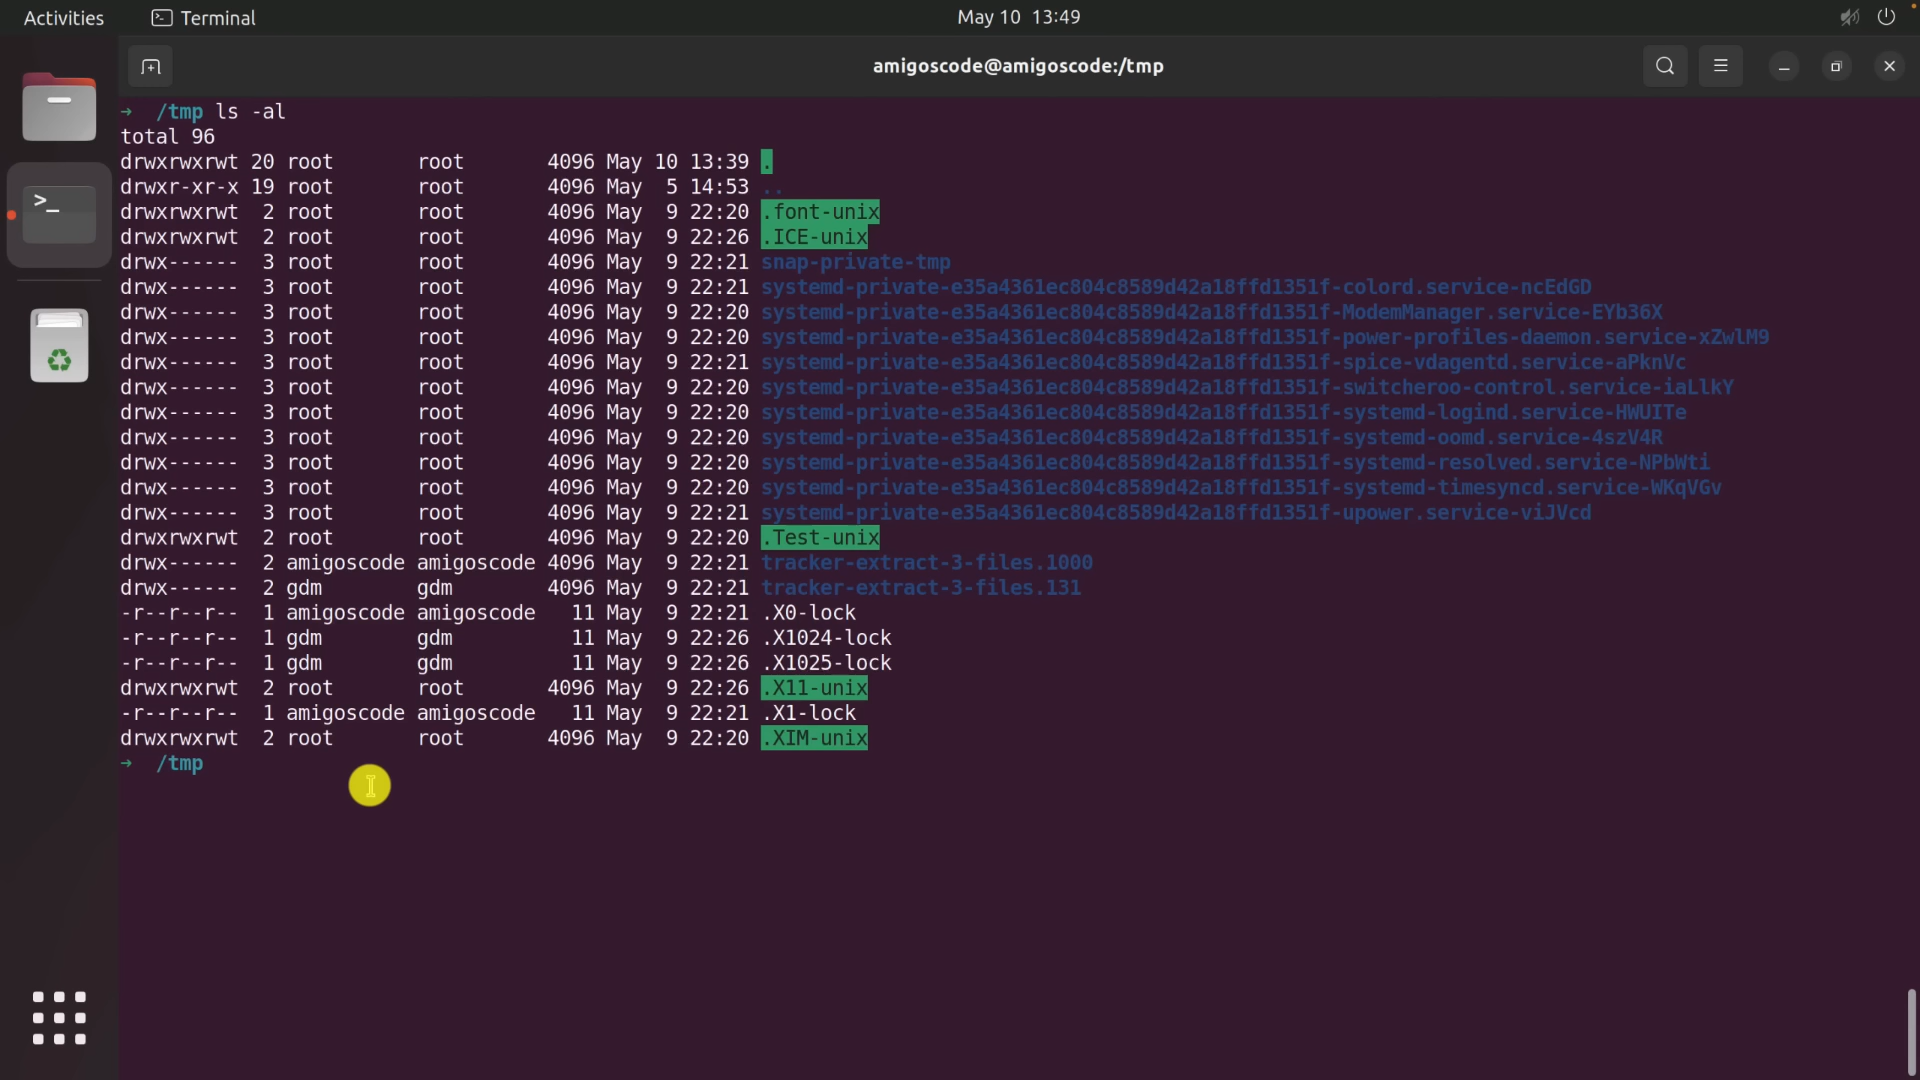 Activities Terminal May 10 13:49
amigoscode@amigoscode:/tmp
→ /tmp ls -al
total 96
drwxrwxrwt 20 root root 4096 May 10 13:39 .
drwxr-xr-x 19 root root 4096 May 5 14:53 ..
drwxrwxrwt 2 root root 4096 May 9 22:20 .font-unix
drwxrwxrwt 2 root root 4096 May 9 22:26 .ICE-unix
drwx------ 3 root root 4096 May 9 22:21 snap-private-tmp
drwx------ 3 root root 4096 May 9 22:21 systemd-private-e35a4361ec804c8589d42a18ffd1351f-colord.service-ncEdGD
drwx------ 3 root root 4096 May 9 22:20 systemd-private-e35a4361ec804c8589d42a18ffd1351f-ModemManager.service-EYb36X
drwx------ 3 root root 4096 May 9 22:20 systemd-private-e35a4361ec804c8589d42a18ffd1351f-power-profiles-daemon.service-xZwlM9
drwx------ 3 root root 4096 May 9 22:21 systemd-private-e35a4361ec804c8589d42a18ffd1351f-spice-vdagentd.service-aPknVc
drwx------ 3 root root 4096 May 9 22:20 systemd-private-e35a4361ec804c8589d42a18ffd1351f-switcheroo-control.service-iaLlkY
drwx------ 3 root root 4096 May 9 22:20 systemd-private-e35a4361ec804c8589d42a18ffd1351f-systemd-logind.service-HWUITe
drwx------ 3 root root 4096 May 9 22:20 systemd-private-e35a4361ec804c8589d42a18ffd1351f-systemd-oomd.service-4szV4R
drwx------ 3 root root 4096 May 9 22:20 systemd-private-e35a4361ec804c8589d42a18ffd1351f-systemd-resolved.service-NPbWti
drwx------ 3 root root 4096 May 9 22:20 systemd-private-e35a4361ec804c8589d42a18ffd1351f-systemd-timesyncd.service-WKqVGv
drwx------ 3 root root 4096 May 9 22:21 systemd-private-e35a4361ec804c8589d42a18ffd1351f-upower.service-viJVcd
drwxrwxrwt 2 root root 4096 May 9 22:20 .Test-unix
drwx------ 2 amigoscode amigoscode 4096 May 9 22:21 tracker-extract-3-files.1000
drwx------ 2 gdm gdm 4096 May 9 22:21 tracker-extract-3-files.131
-r--r--r-- 1 amigoscode amigoscode 11 May 9 22:21 .X0-lock
-r--r--r-- 1 gdm gdm 11 May 9 22:26 .X1024-lock
-r--r--r-- 1 gdm gdm 11 May 9 22:26 .X1025-lock
drwxrwxrwt 2 root root 4096 May 9 22:26 .X11-unix
-r--r--r-- 1 amigoscode amigoscode 11 May 9 22:21 .X1-lock
drwxrwxrwt 2 root root 4096 May 9 22:20 .XIM-unix
→ /tmp